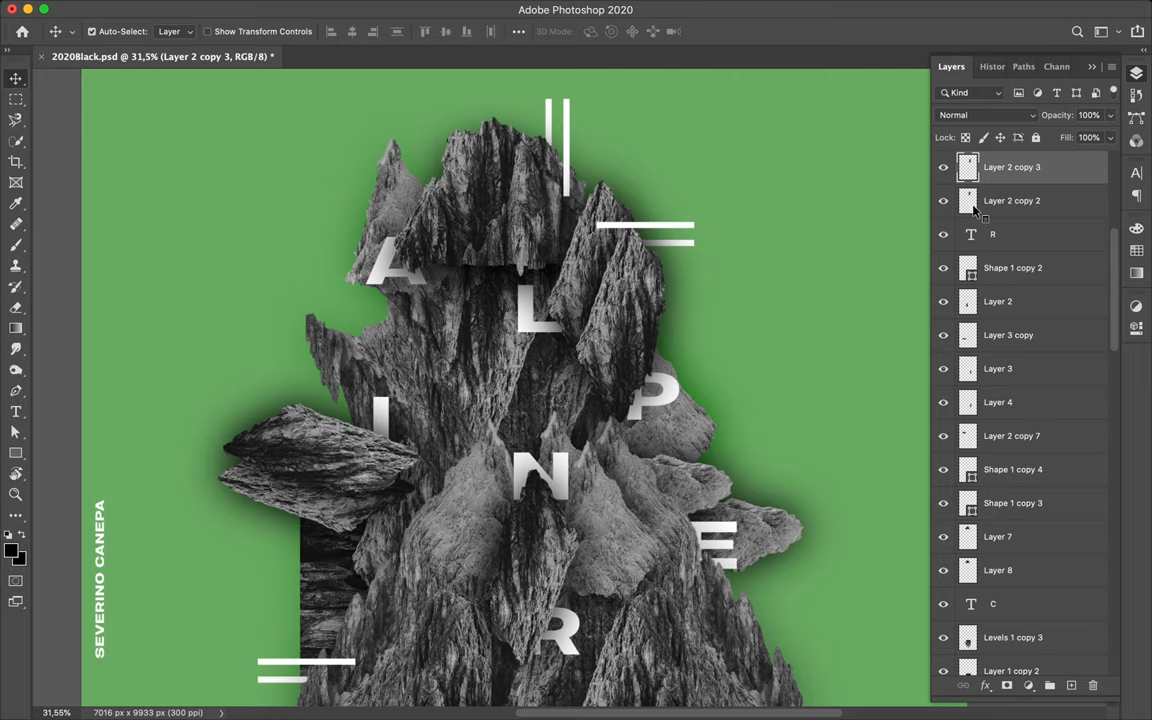 Adobe Photoshop 2020
Auto-Select: Layer Show Transform Controls 3D Mode:
2020Black.psd @ 31,5% (Layer 2 copy 3, RGB/8) *
Layers Histor Paths Chann
Kind
Normal Opacity: 100%
Lock: Fill: 100%
Layer 2 copy 3
Layer 2 copy 2
R
Shape 1 copy 2
Layer 2
Layer 3 copy
Layer 3
Layer 4
Layer 2 copy 7
Shape 1 copy 4
Shape 1 copy 3
Layer 7
Layer 8
C
Levels 1 copy 3
Layer 1 copy 2
A
L
P
I
N
E
R
SEVERINO CANEPA
31,55% 7016 px x 9933 px (300 ppi)